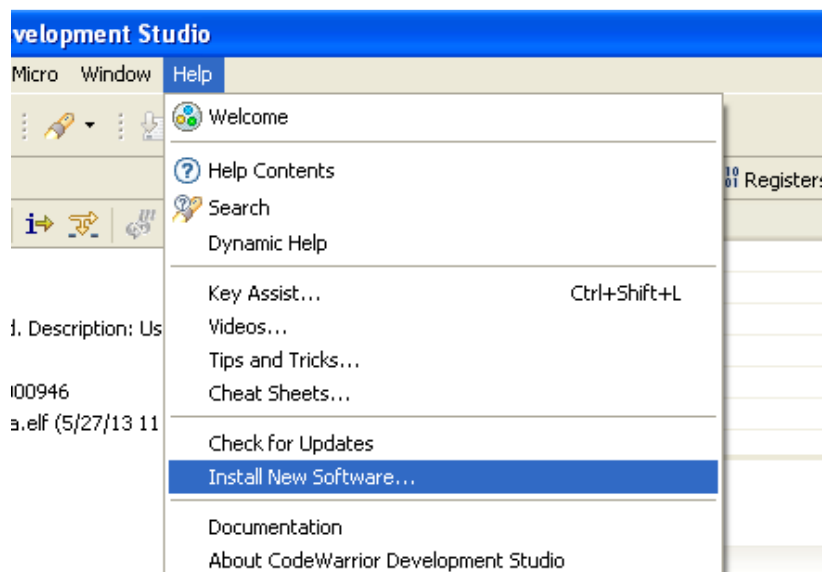 velopment Studio
Micro Window Help
Welcome
Help Contents
Registers
Search
Dynamic Help
Key Assist... Ctrl+Shift+L
d. Description: Us
Videos...
Tips and Tricks...
000946
Cheat Sheets...
a.elf (5/27/13 11
Check for Updates
Install New Software...
Documentation
About CodeWarrior Development Studio